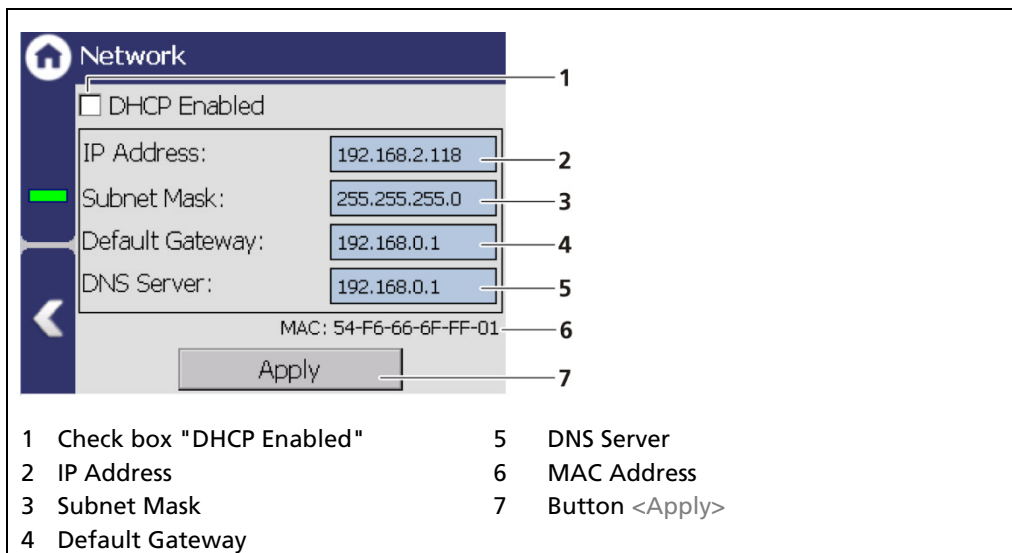 Network
1
DHCP Enabled
IP Address: 192.168.2.118 2
Subnet Mask: 255.255.255.0 3
Default Gateway: 192.168.0.1 4
DNS Server: 192.168.0.1 5
MAC: 54-F6-66-6F-FF-01 6
Apply 7
1 Check box "DHCP Enabled"
2 IP Address
3 Subnet Mask
4 Default Gateway
5 DNS Server
6 MAC Address
7 Button <Apply>